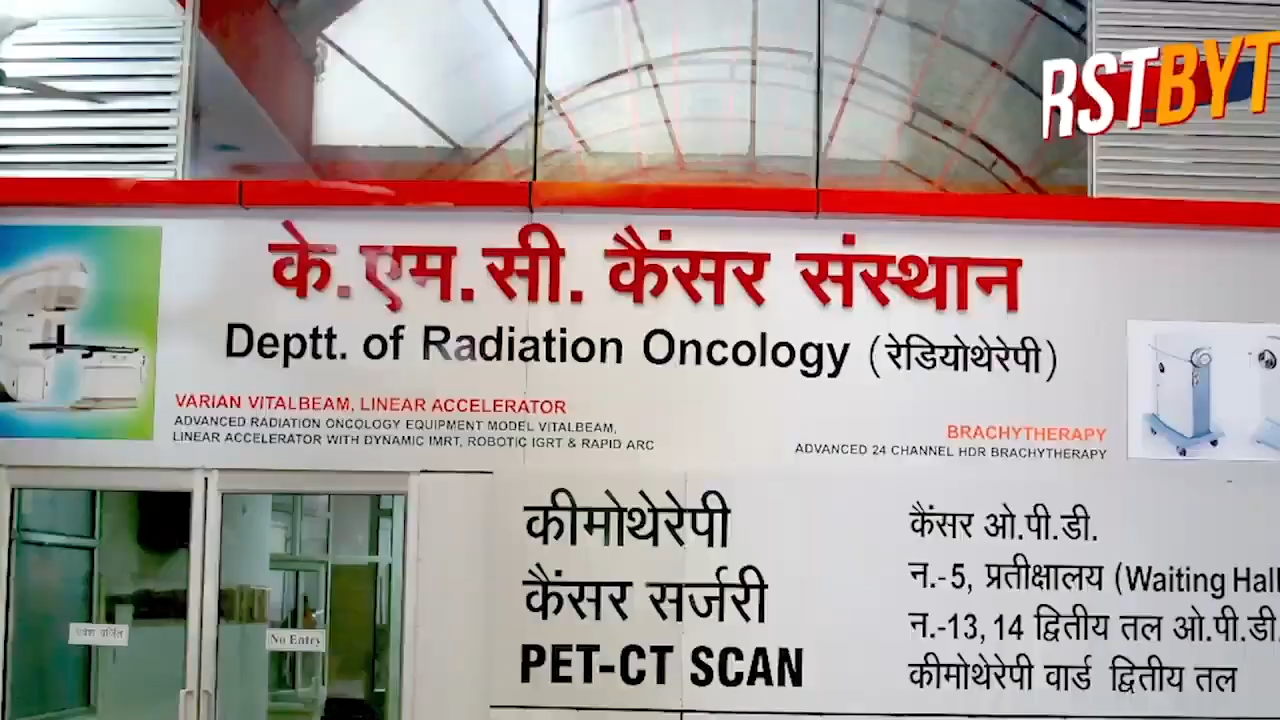 RSTBYT
के.एम.सी. कैंसर संस्थान
Deptt. of Radiation Oncology (रेडियोथेरेपी)
VARIAN VITALBEAM, LINEAR ACCELERATOR
ADVANCED RADIATION ONCOLOGY EQUIPMENT MODEL VITALBEAM,
LINEAR ACCELERATOR WITH DYNAMIC IMRT, ROBOTIC IGRT & RAPID ARC
BRACHYTHERAPY
ADVANCED 24 CHANNEL HDR BRACHYTHERAPY
कीमोथेरेपी
कैंसर सर्जरी
PET-CT SCAN
कैंसर ओ.पी.डी.
न.-5, प्रतीक्षालय (Waiting Hall
न.-13, 14 द्वितीय तल ओ.पी.डी.
कीमोथेरेपी वार्ड द्वितीय तल
प्रवेश वर्जित
No Entry